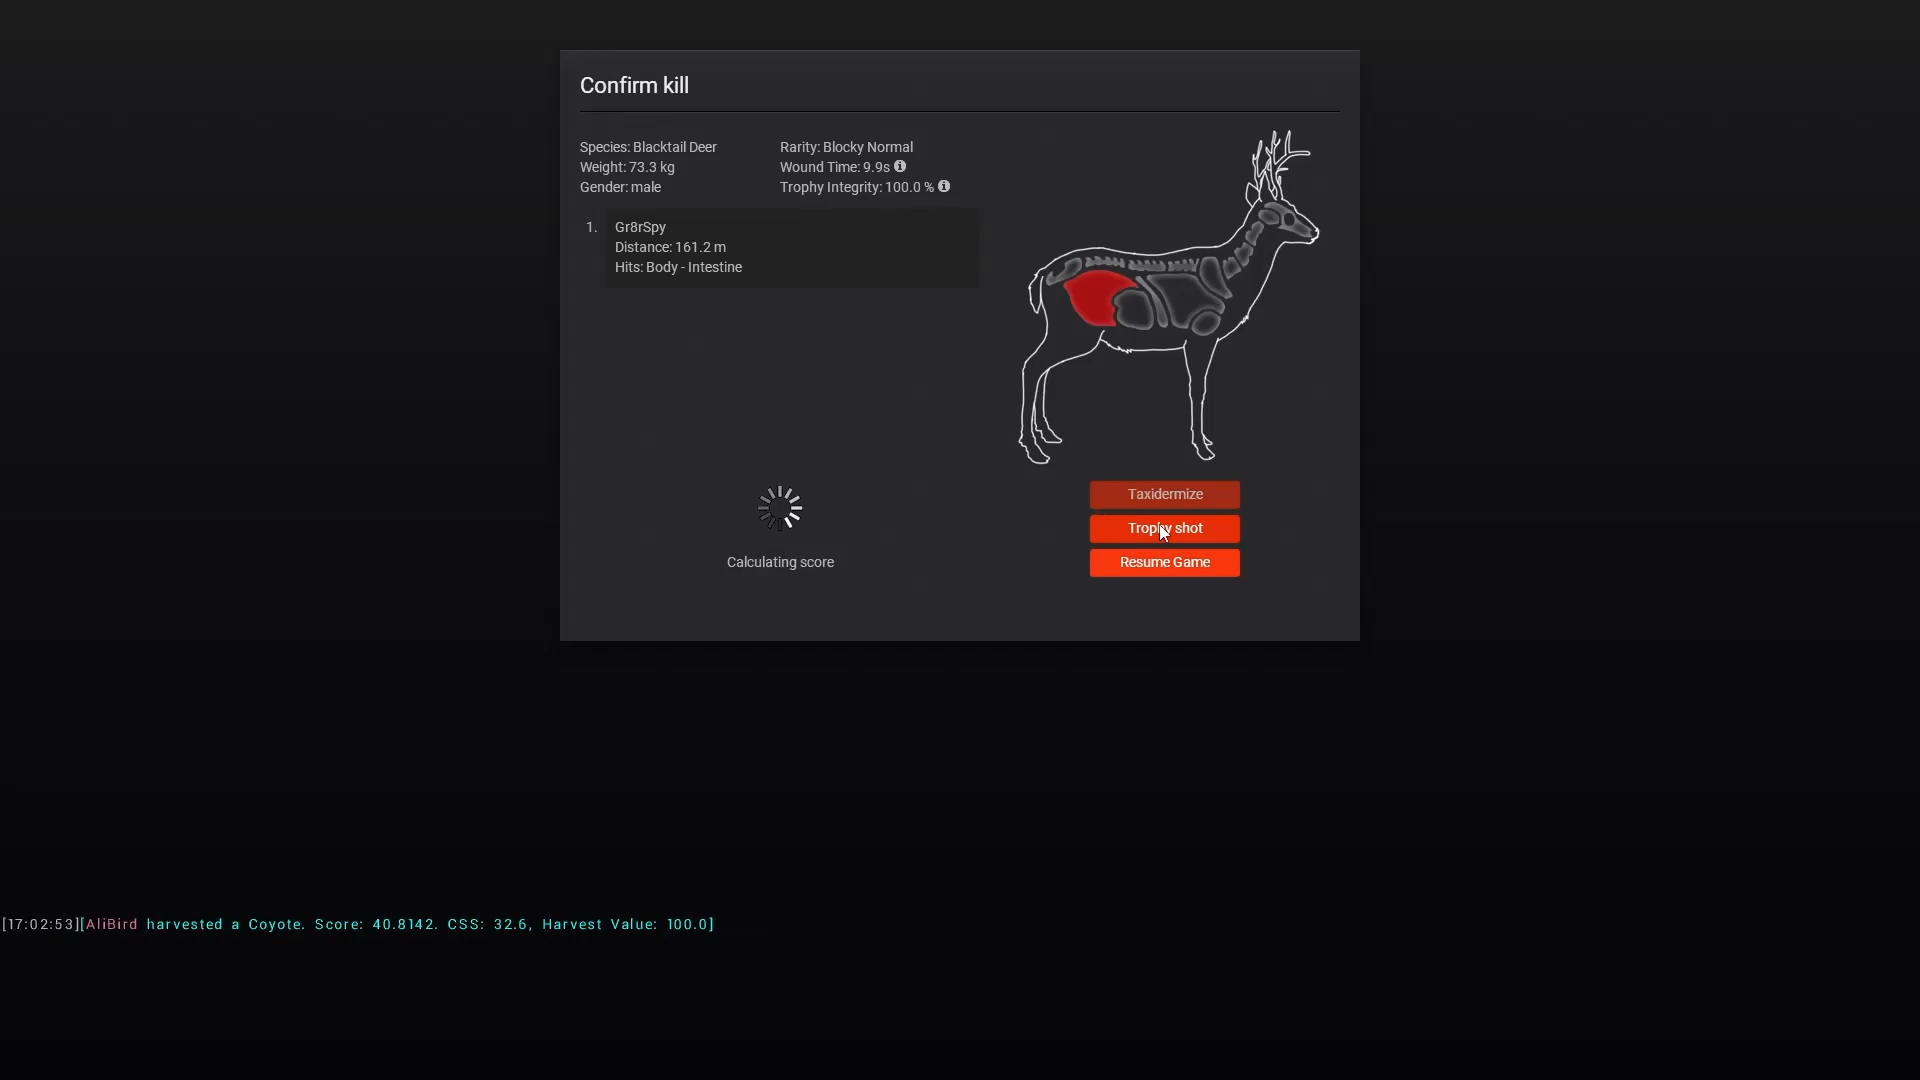 Confirm kill
Species: Blacktail Deer
Weight: 73.3 kg
Gender: male
Rarity: Blocky Normal
Wound Time: 9.9s
Trophy Integrity: 100.0 %
1.
Gr8rSpy
Distance: 161.2 m
Hits: Body - Intestine
Calculating score
Taxidermize
Trophy shot
Resume Game
[17:02:53][AliBird harvested a Coyote. Score: 40.8142. CSS: 32.6, Harvest Value: 100.0]